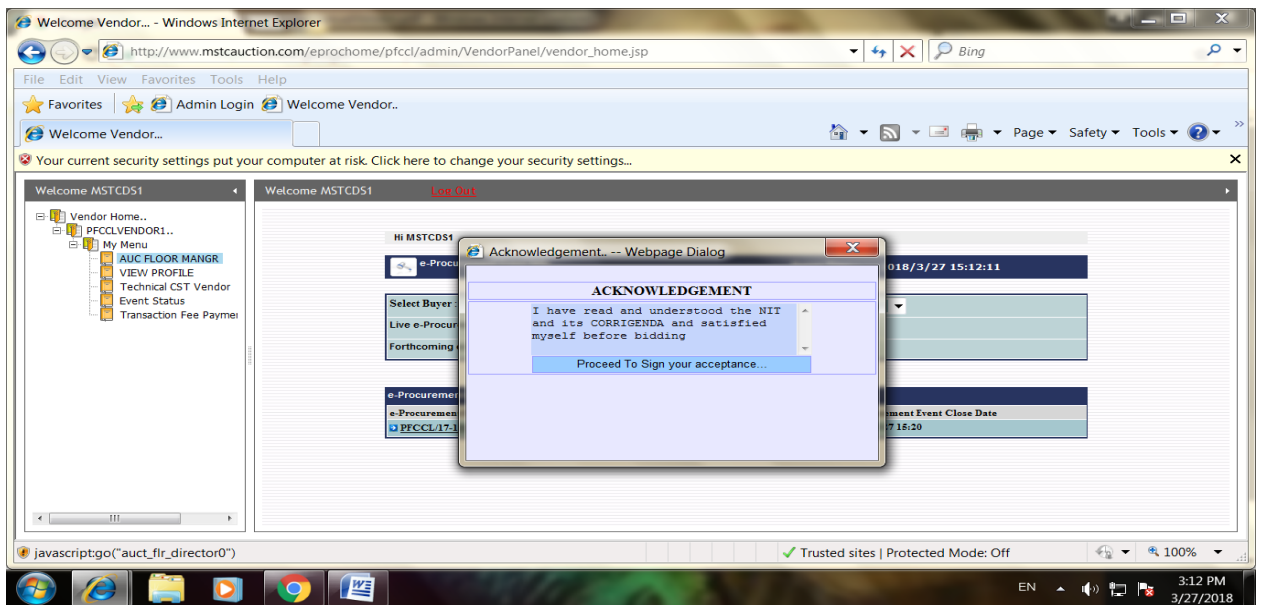 Welcome Vendor... - Windows Internet Explorer
http://www.mstcauction.com/eprochome/pfccl/admin/VendorPanel/vendor_home.jsp
Bing
File Edit View Favorites Tools Help
Favorites Admin Login Welcome Vendor..
Welcome Vendor...
Page Safety Tools
Your current security settings put your computer at risk. Click here to change your security settings...
Welcome MSTCDS1
Welcome MSTCDS1 Log Out
Vendor Home..
PFCCLVENDOR1..
My Menu
AUC FLOOR MANGR
VIEW PROFILE
Technical CST Vendor
Event Status
Transaction Fee Paymen
Hi MSTCDS1
e-Procu
018/3/27 15:12:11
Select Buyer :
Live e-Procur
Forthcoming
e-Procuremen
e-Procuremen
ment Event Close Date
PFCCL/17-1
7 15:20
Acknowledgement.. -- Webpage Dialog
ACKNOWLEDGEMENT
I have read and understood the NIT
and its CORRIGENDA and satisfied
myself before bidding
Proceed To Sign your acceptance...
javascript:go("auct_flr_director0")
Trusted sites | Protected Mode: Off
100%
EN
3:12 PM
3/27/2018